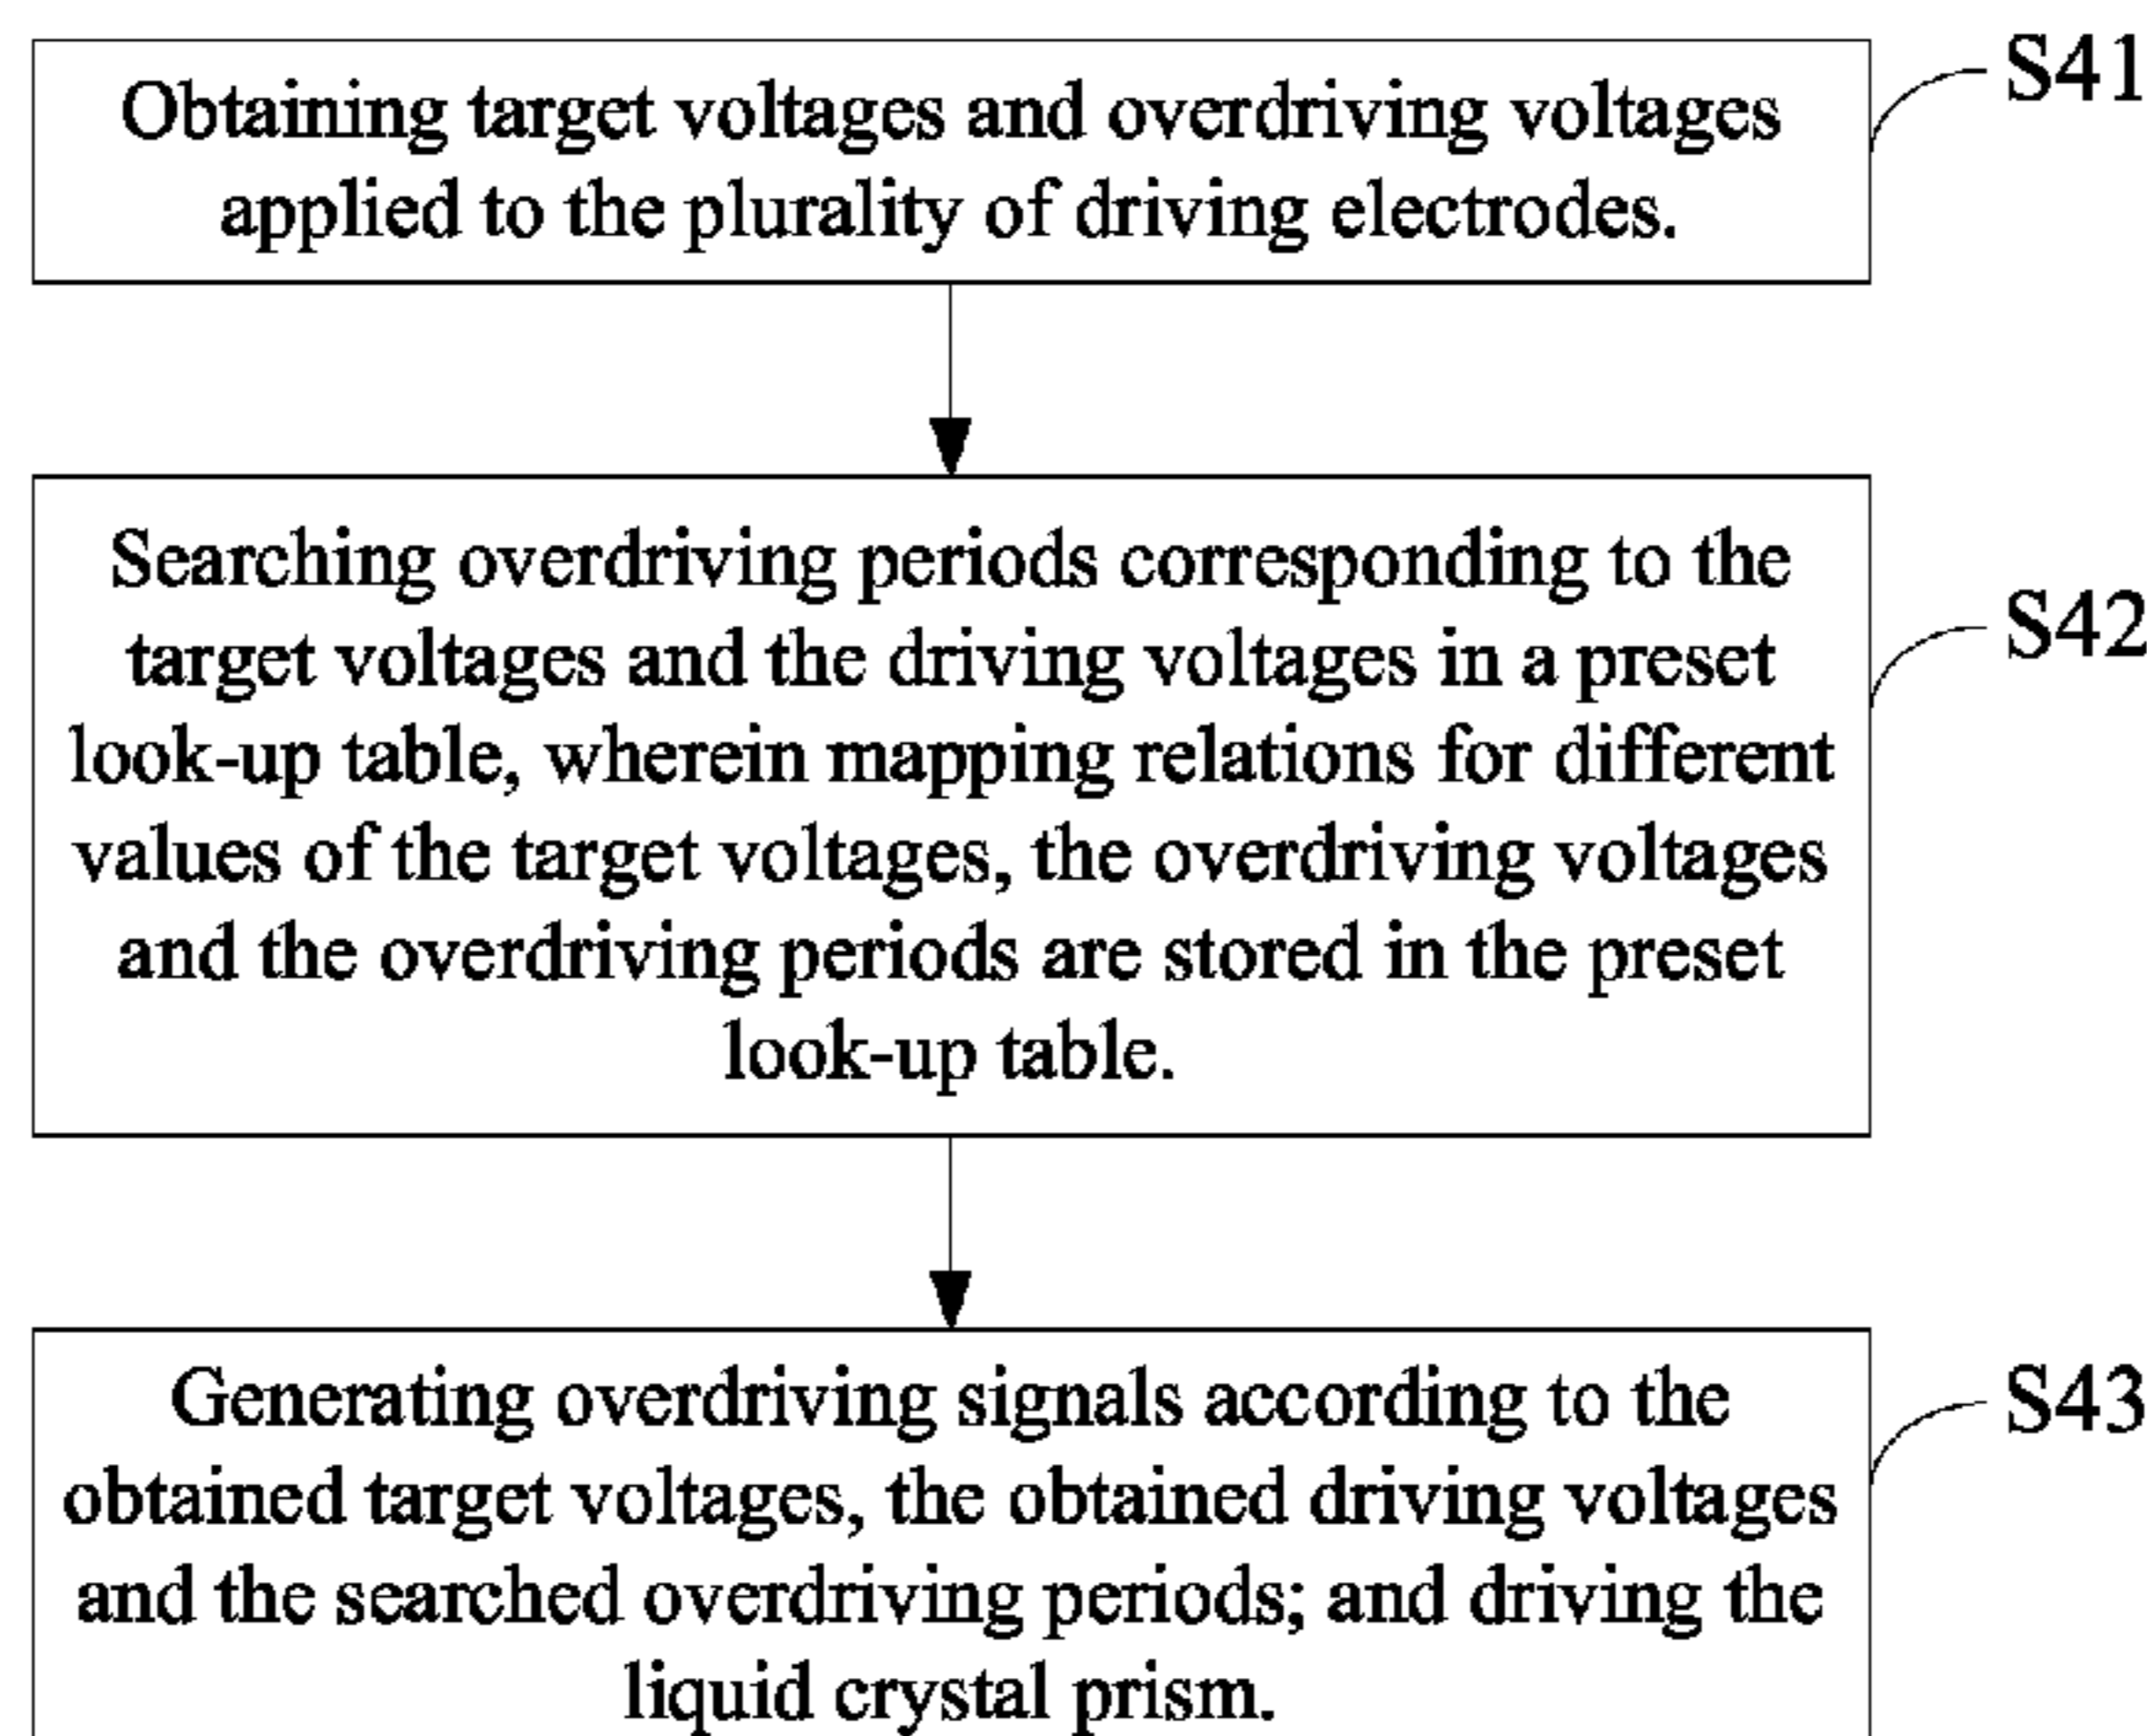 Obtaining target voltages and overdriving voltages
applied to the plurality of driving electrodes.
S41
Searching overdriving periods corresponding to the
target voltages and the driving voltages in a preset
look-up table, wherein mapping relations for different
values of the target voltages, the overdriving voltages
and the overdriving periods are stored in the preset
look-up table.
S42
Generating overdriving signals according to the
obtained target voltages, the obtained driving voltages
and the searched overdriving periods; and driving the
liquid crystal prism.
S43